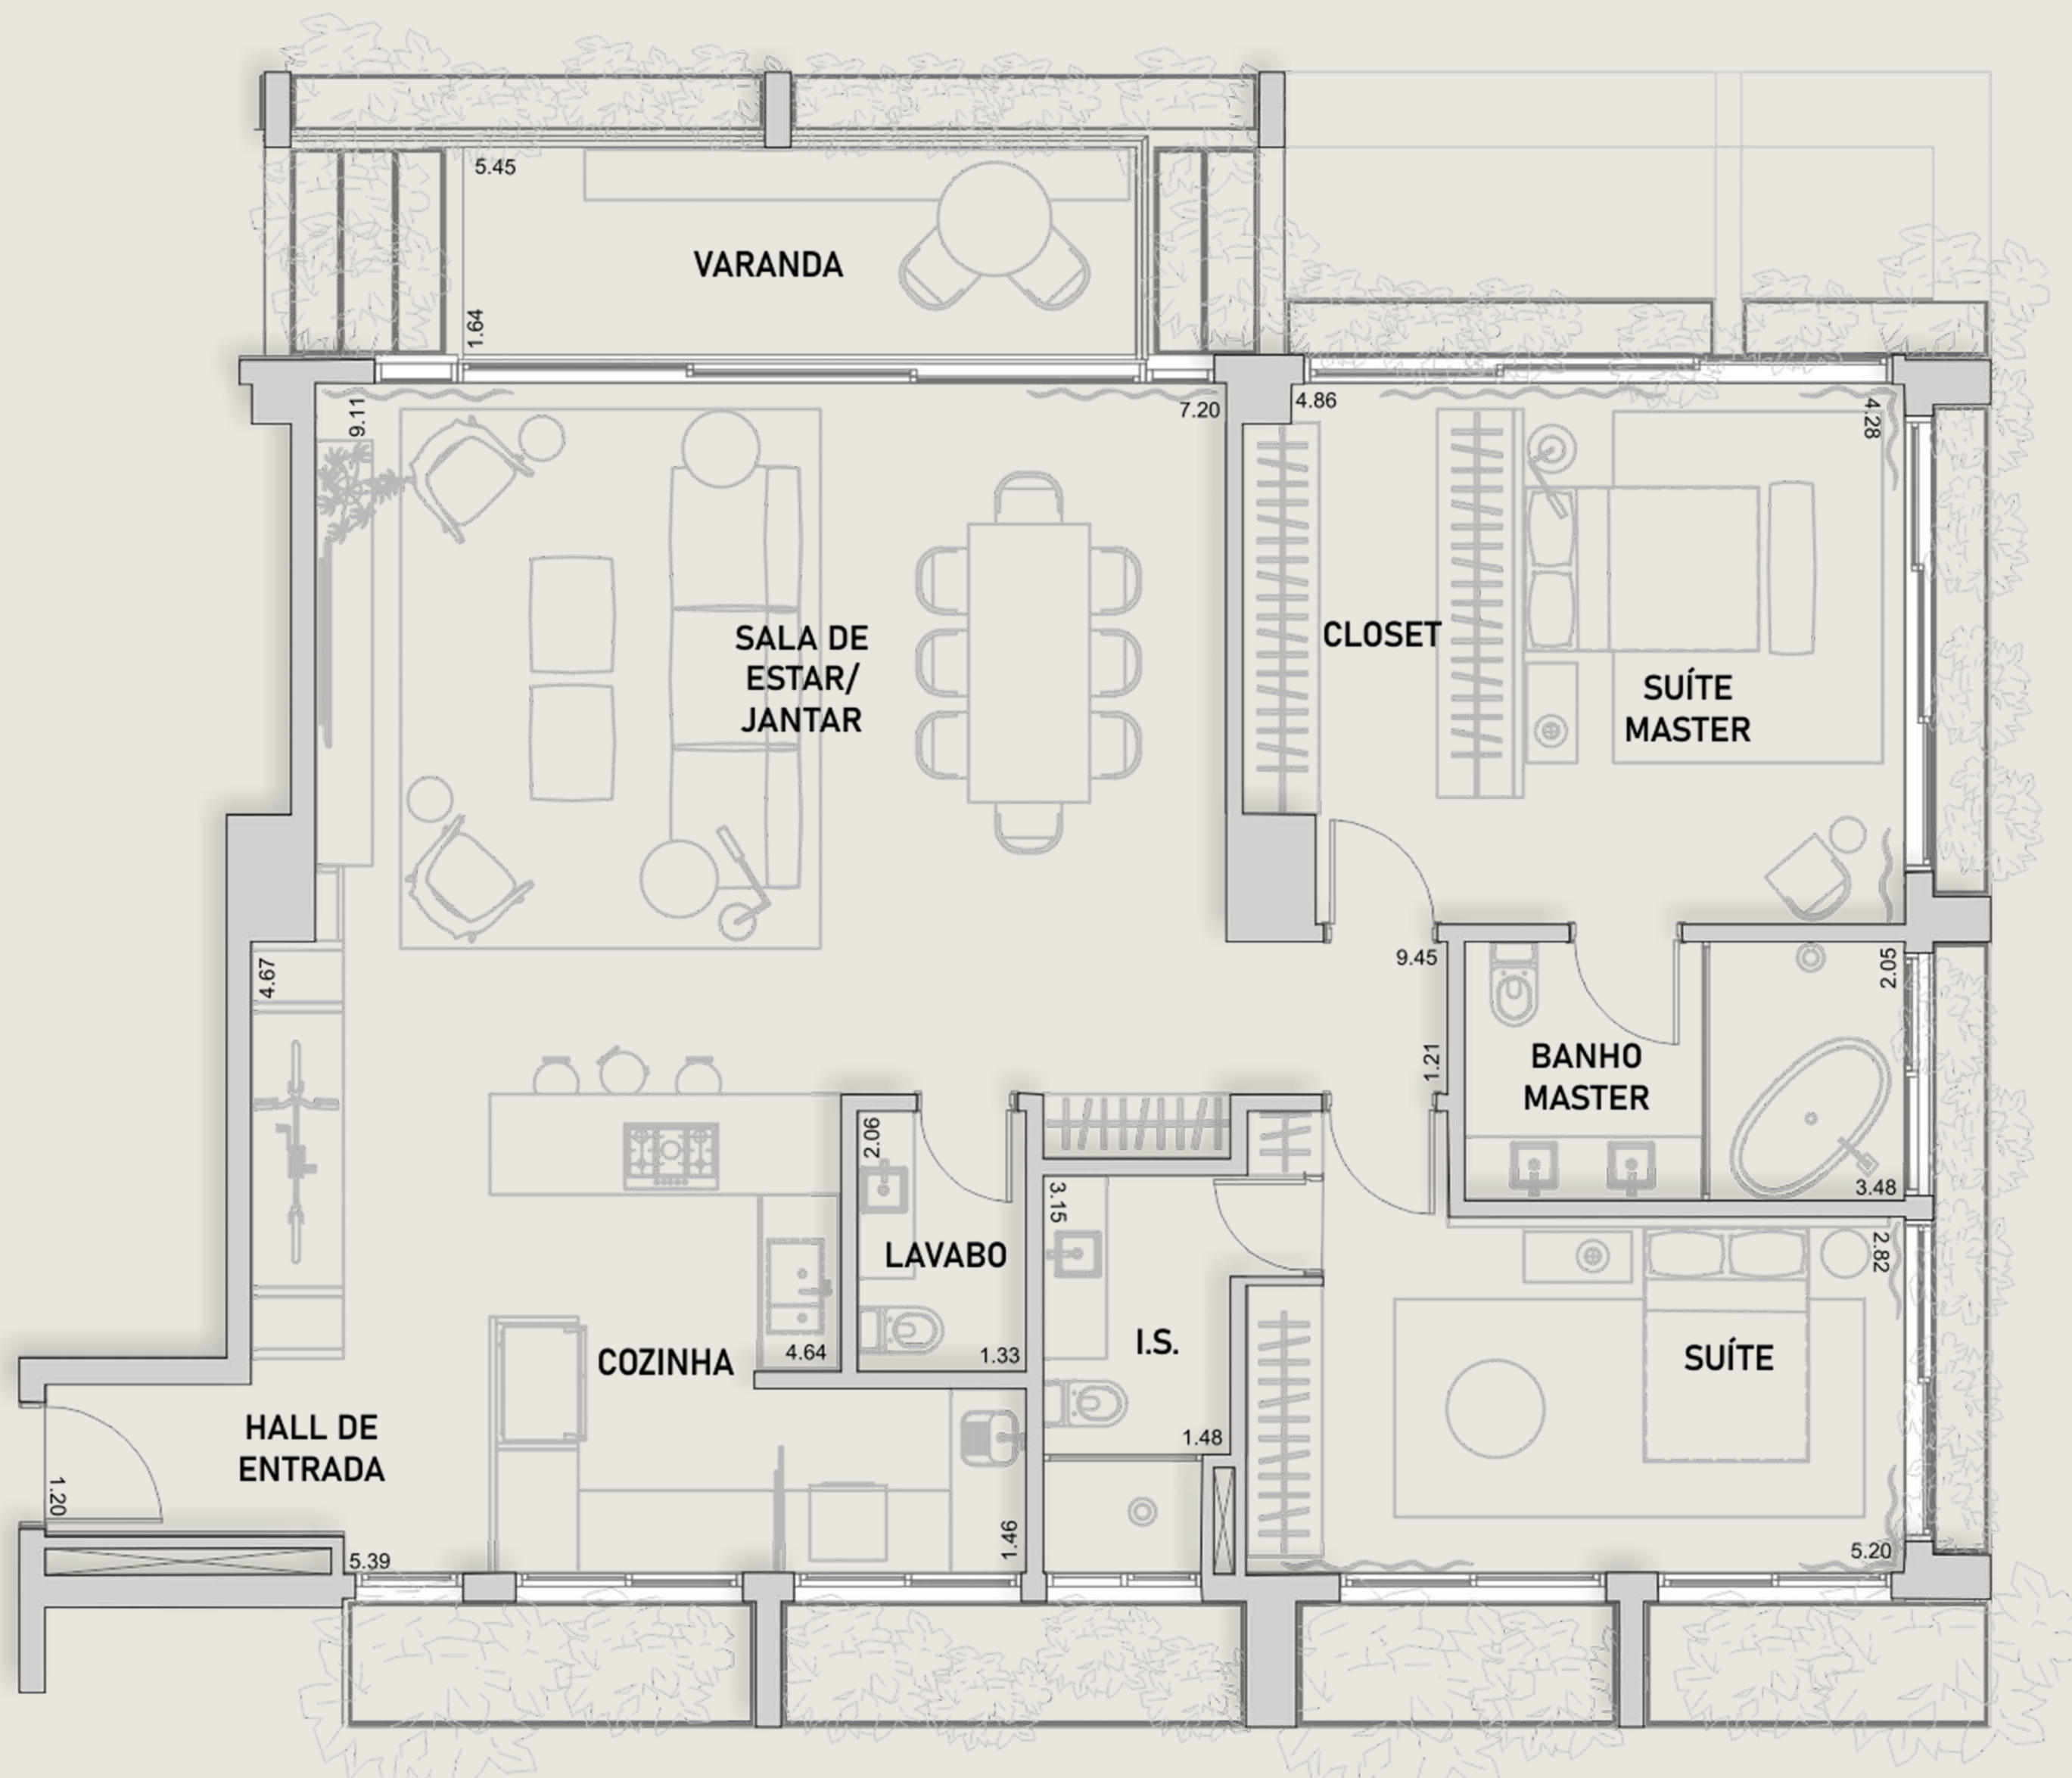 5.45
VARANDA
1.64
9.11
7.20
4.86
4.28
SALA DE
ESTAR/
JANTAR
CLOSET
SUÍTE
MASTER
4.67
9.45
2.05
1.21
BANHO
MASTER
3.48
2.06
LAVABO
1.33
3.15
I.S.
1.48
2.82
SUÍTE
5.20
COZINHA
4.64
1.46
HALL DE
ENTRADA
1.20
5.39